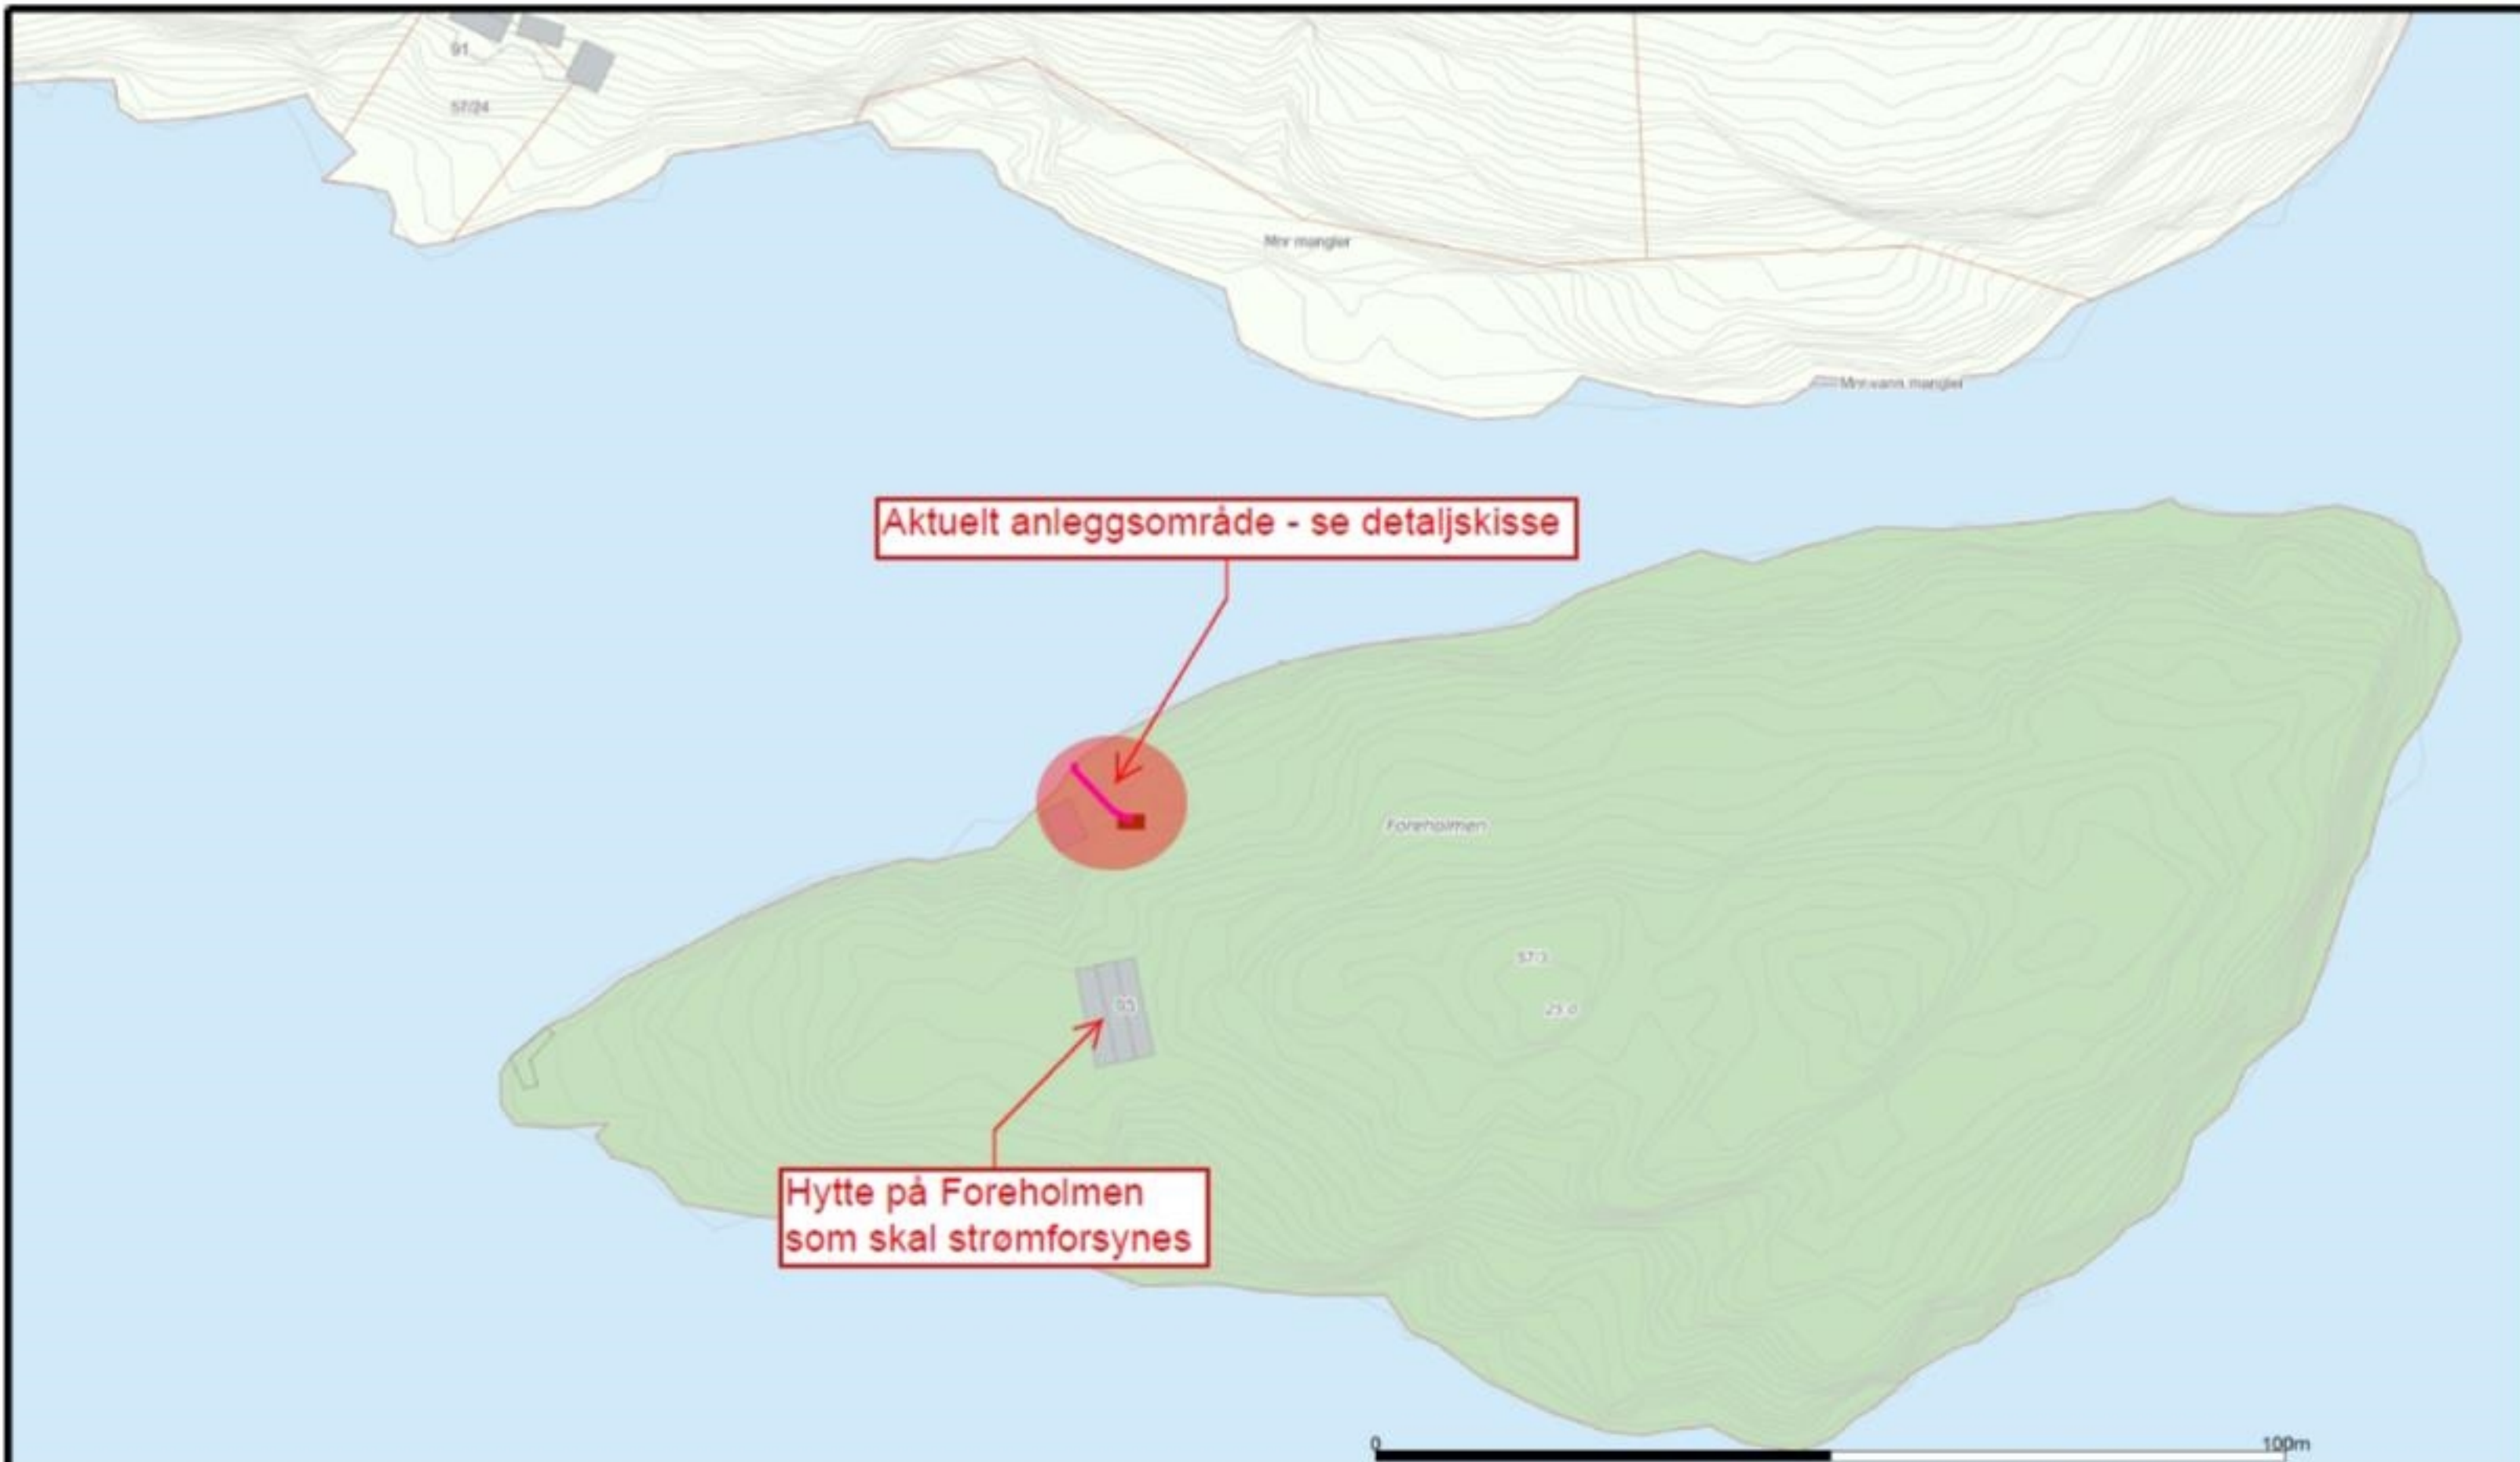 91
57/24
Mnr mangler
Mnr vann mangler
Aktuelt anleggsområde - se detaljskisse
Foreholmen
57/3
95
25.0
Hytte på Foreholmen
som skal strømforsynes
0
100m